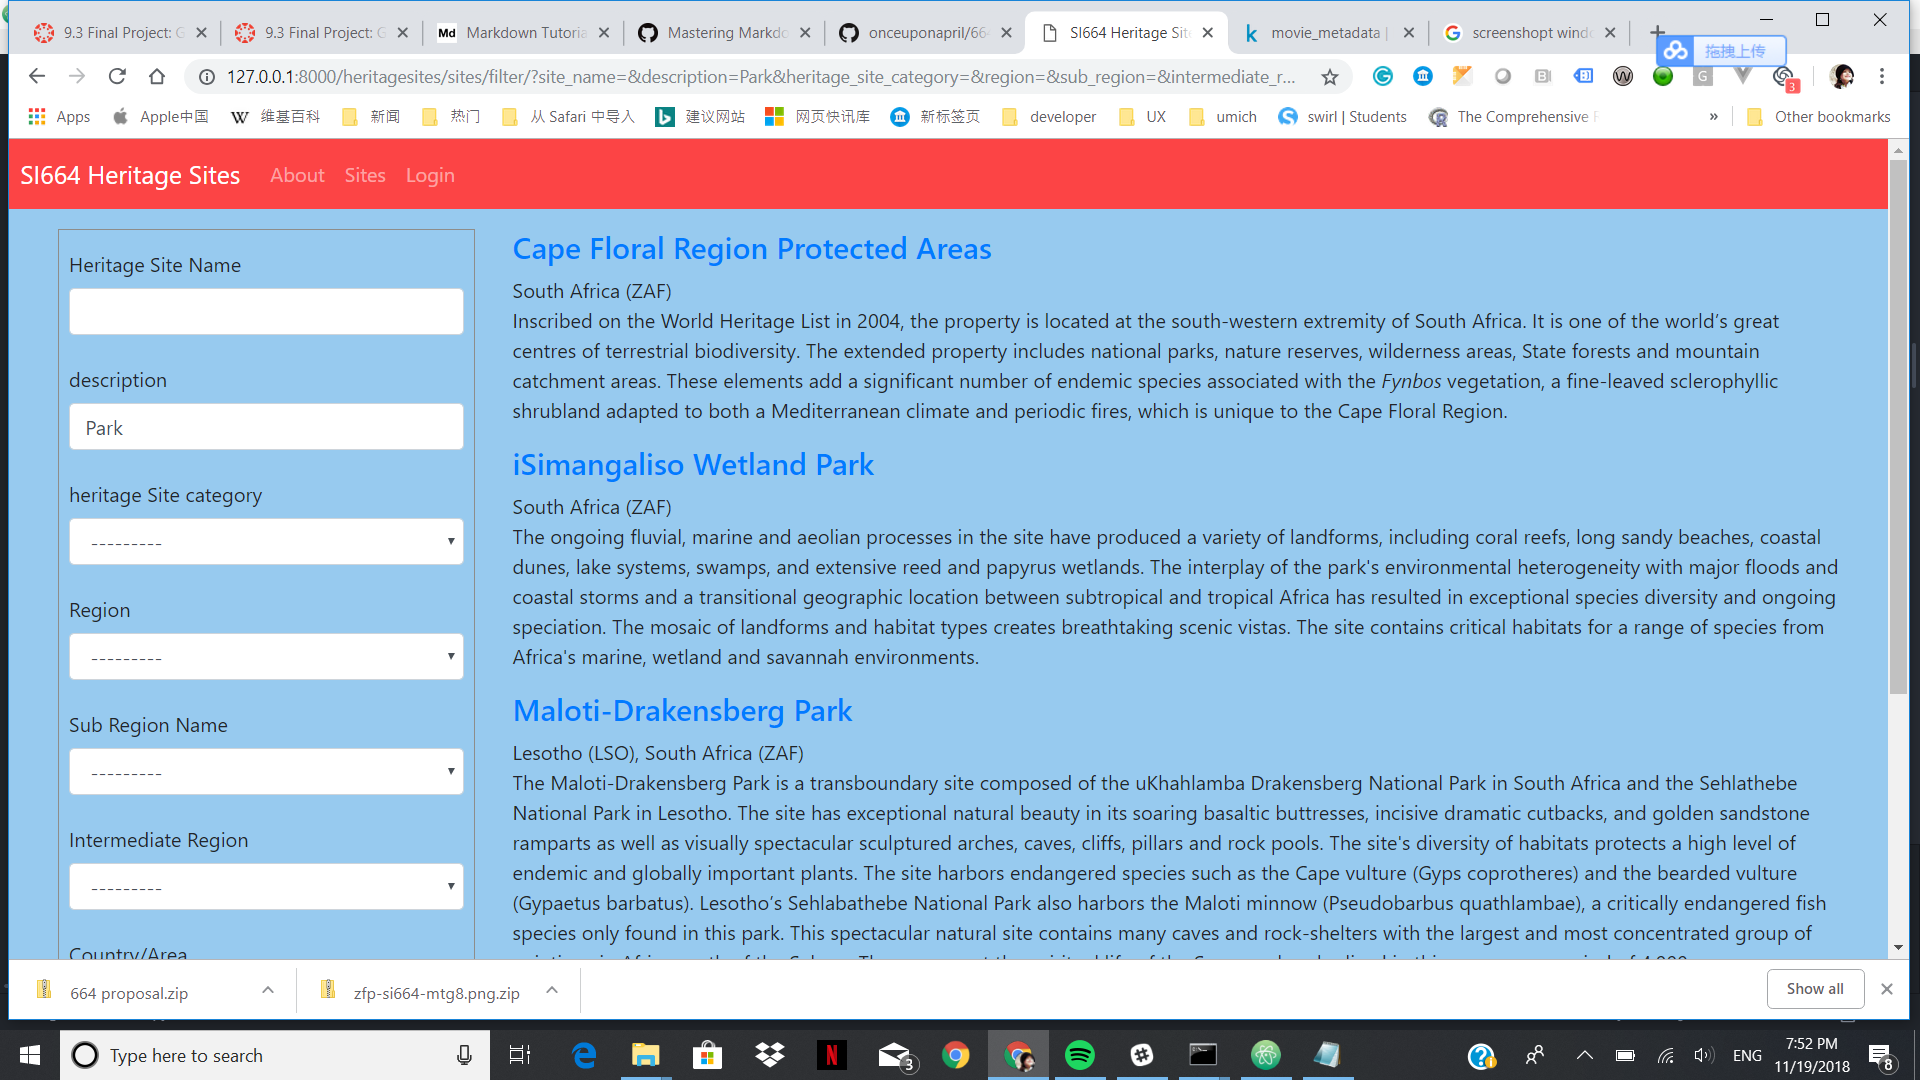 9.3 Final Project: G
9.3 Final Project: G
Md Markdown Tutoria
Mastering Markdo
onceuponapril/664
SI664 Heritage Site
k movie_metadata |
screenshopt windo
拖拽上传
127.0.0.1:8000/heritagesites/sites/filter/?site_name=&description=Park&heritage_site_category=&region=&sub_region=&intermediate_r...
3
Apps
Apple中国
维基百科
新闻
热门
从 Safari 中导入
建议网站
网页快讯库
新标签页
developer
UX
umich
swirl | Students
The Comprehensive
»
Other bookmarks
SI664 Heritage Sites
About
Sites
Login
Heritage Site Name
description
Park
heritage Site category
---------
Region
---------
Sub Region Name
---------
Intermediate Region
---------
Country/Area
Cape Floral Region Protected Areas
South Africa (ZAF)
Inscribed on the World Heritage List in 2004, the property is located at the south-western extremity of South Africa. It is one of the world’s great
centres of terrestrial biodiversity. The extended property includes national parks, nature reserves, wilderness areas, State forests and mountain
catchment areas. These elements add a significant number of endemic species associated with the Fynbos vegetation, a fine-leaved sclerophyllic
shrubland adapted to both a Mediterranean climate and periodic fires, which is unique to the Cape Floral Region.
iSimangaliso Wetland Park
South Africa (ZAF)
The ongoing fluvial, marine and aeolian processes in the site have produced a variety of landforms, including coral reefs, long sandy beaches, coastal
dunes, lake systems, swamps, and extensive reed and papyrus wetlands. The interplay of the park's environmental heterogeneity with major floods and
coastal storms and a transitional geographic location between subtropical and tropical Africa has resulted in exceptional species diversity and ongoing
speciation. The mosaic of landforms and habitat types creates breathtaking scenic vistas. The site contains critical habitats for a range of species from
Africa's marine, wetland and savannah environments.
Maloti-Drakensberg Park
Lesotho (LSO), South Africa (ZAF)
The Maloti-Drakensberg Park is a transboundary site composed of the uKhahlamba Drakensberg National Park in South Africa and the Sehlathebe
National Park in Lesotho. The site has exceptional natural beauty in its soaring basaltic buttresses, incisive dramatic cutbacks, and golden sandstone
ramparts as well as visually spectacular sculptured arches, caves, cliffs, pillars and rock pools. The site's diversity of habitats protects a high level of
endemic and globally important plants. The site harbors endangered species such as the Cape vulture (Gyps coprotheres) and the bearded vulture
(Gypaetus barbatus). Lesotho’s Sehlabathebe National Park also harbors the Maloti minnow (Pseudobarbus quathlambae), a critically endangered fish
species only found in this park. This spectacular natural site contains many caves and rock-shelters with the largest and most concentrated group of
664 proposal.zip
zfp-si664-mtg8.png.zip
Show all
Type here to search
3
ENG
7:52 PM
11/19/2018
8